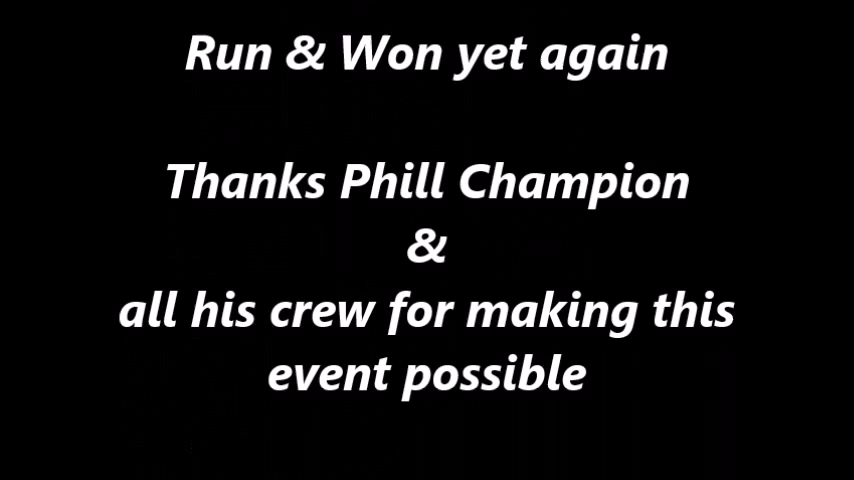 Run & Won yet again
Thanks Phill Champion
&
all his crew for making this
event possible